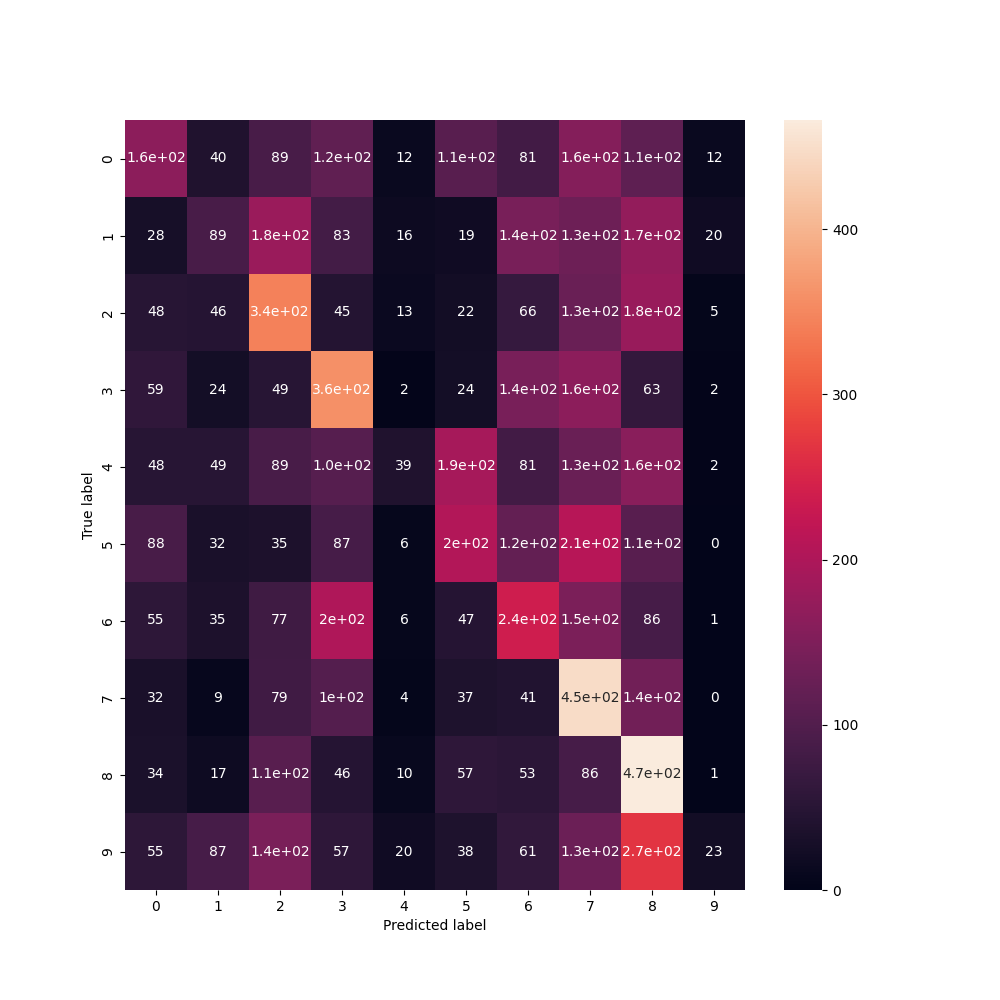 0 1.6e+02 40 89 1.2e+02 12 1.1e+02 81 1.6e+02 1.1e+02 12
1 28 89 1.8e+02 83 16 19 1.4e+02 1.3e+02 1.7e+02 20
2 48 46 3.4e+02 45 13 22 66 1.3e+02 1.8e+02 5
3 59 24 49 3.6e+02 2 24 1.4e+02 1.6e+02 63 2
4 48 49 89 1.0e+02 39 1.9e+02 81 1.3e+02 1.6e+02 2
5 88 32 35 87 6 2e+02 1.2e+02 2.1e+02 1.1e+02 0
6 55 35 77 2e+02 6 47 2.4e+02 1.5e+02 86 1
7 32 9 79 1e+02 4 37 41 4.5e+02 1.4e+02 0
8 34 17 1.1e+02 46 10 57 53 86 4.7e+02 1
9 55 87 1.4e+02 57 20 38 61 1.3e+02 2.7e+02 23
0 1 2 3 4 5 6 7 8 9
Predicted label
True label
400
300
200
100
0